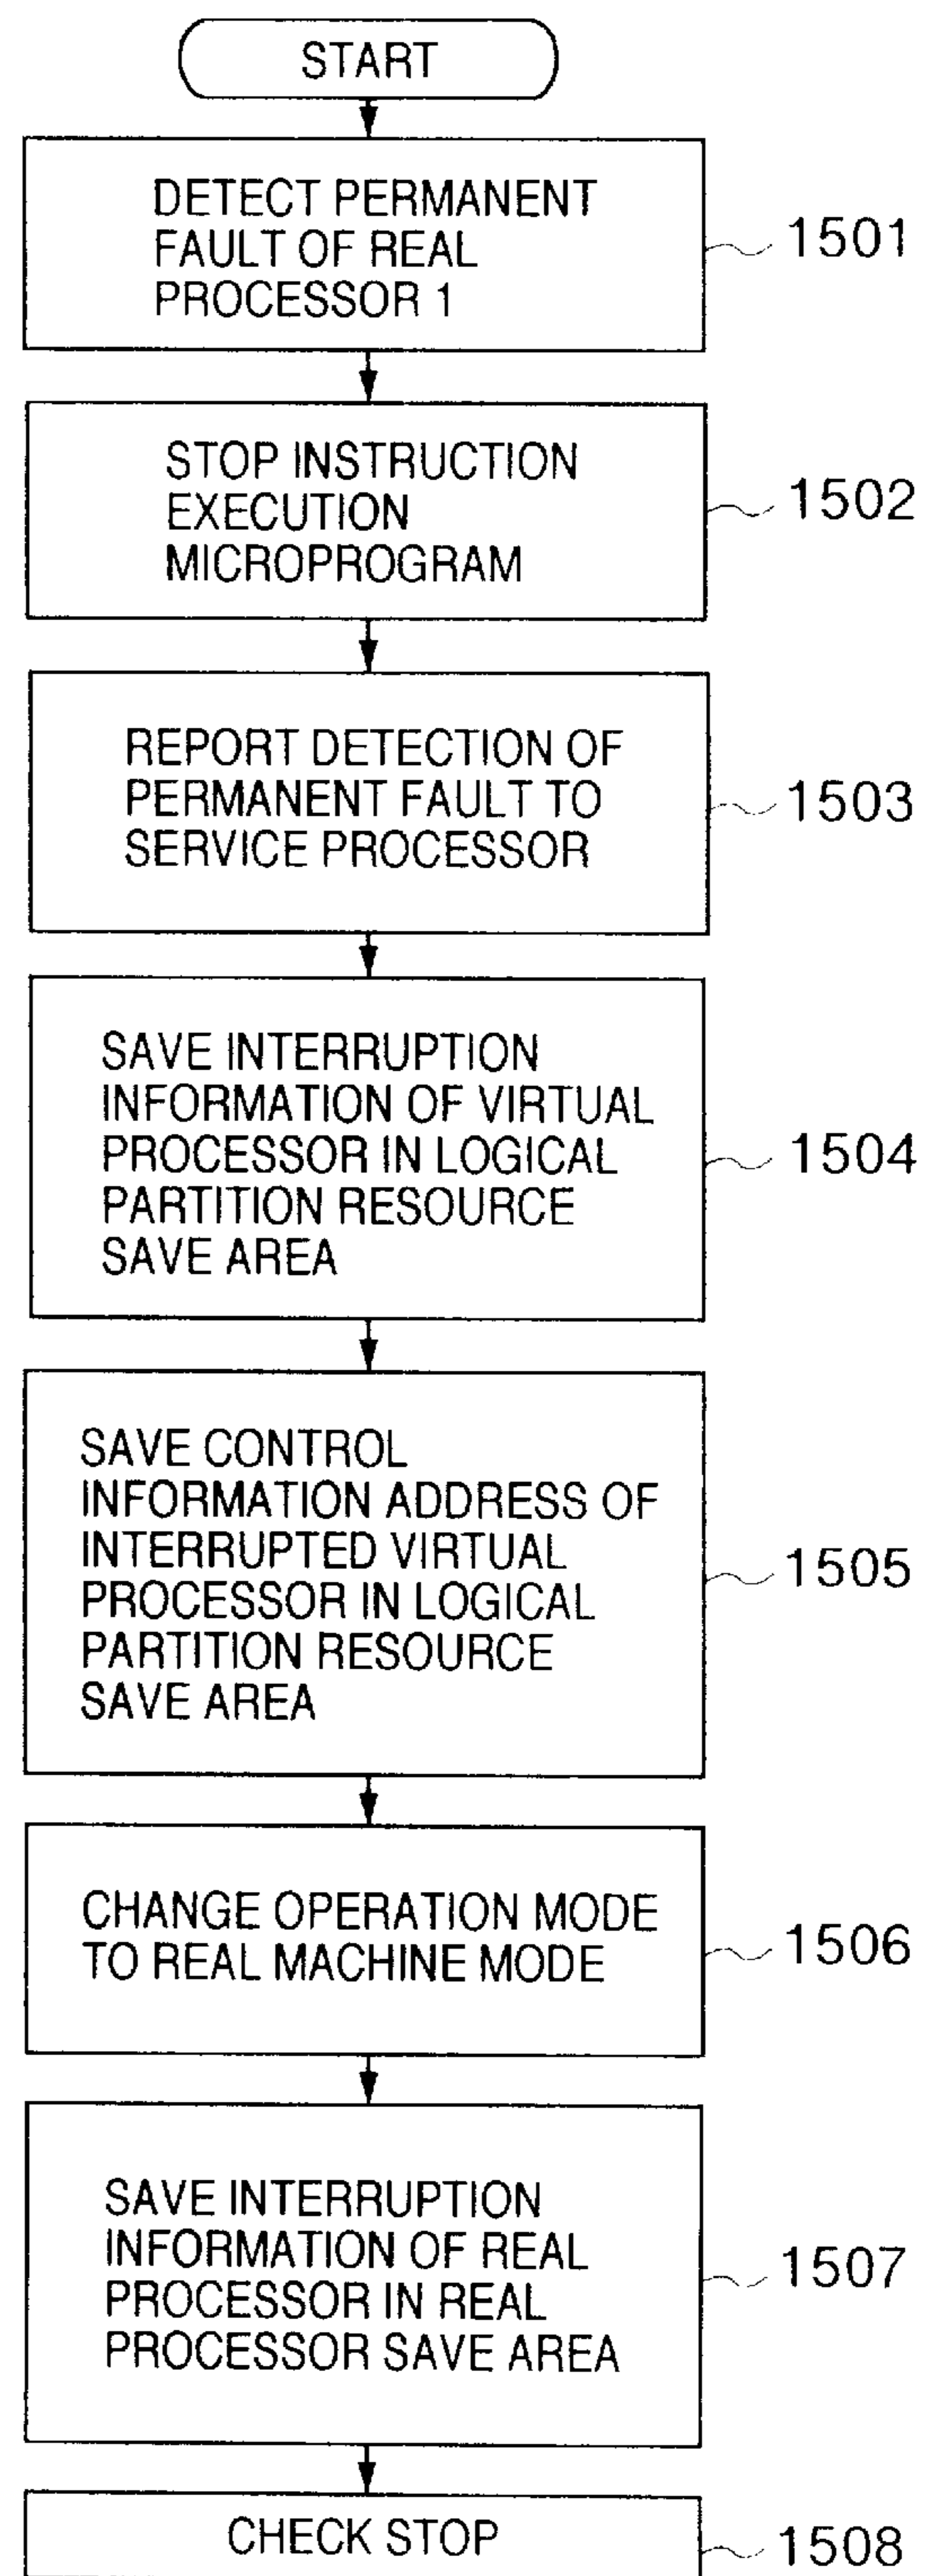 START
DETECT PERMANENT
FAULT OF REAL
PROCESSOR 1
1501
STOP INSTRUCTION
EXECUTION
MICROPROGRAM
1502
REPORT DETECTION OF
PERMANENT FAULT TO
SERVICE PROCESSOR
1503
SAVE INTERRUPTION
INFORMATION OF VIRTUAL
PROCESSOR IN LOGICAL
PARTITION RESOURCE
SAVE AREA
1504
SAVE CONTROL
INFORMATION ADDRESS OF
INTERRUPTED VIRTUAL
PROCESSOR IN LOGICAL
PARTITION RESOURCE
SAVE AREA
1505
CHANGE OPERATION MODE
TO REAL MACHINE MODE
1506
SAVE INTERRUPTION
INFORMATION OF REAL
PROCESSOR IN REAL
PROCESSOR SAVE AREA
1507
CHECK STOP
1508